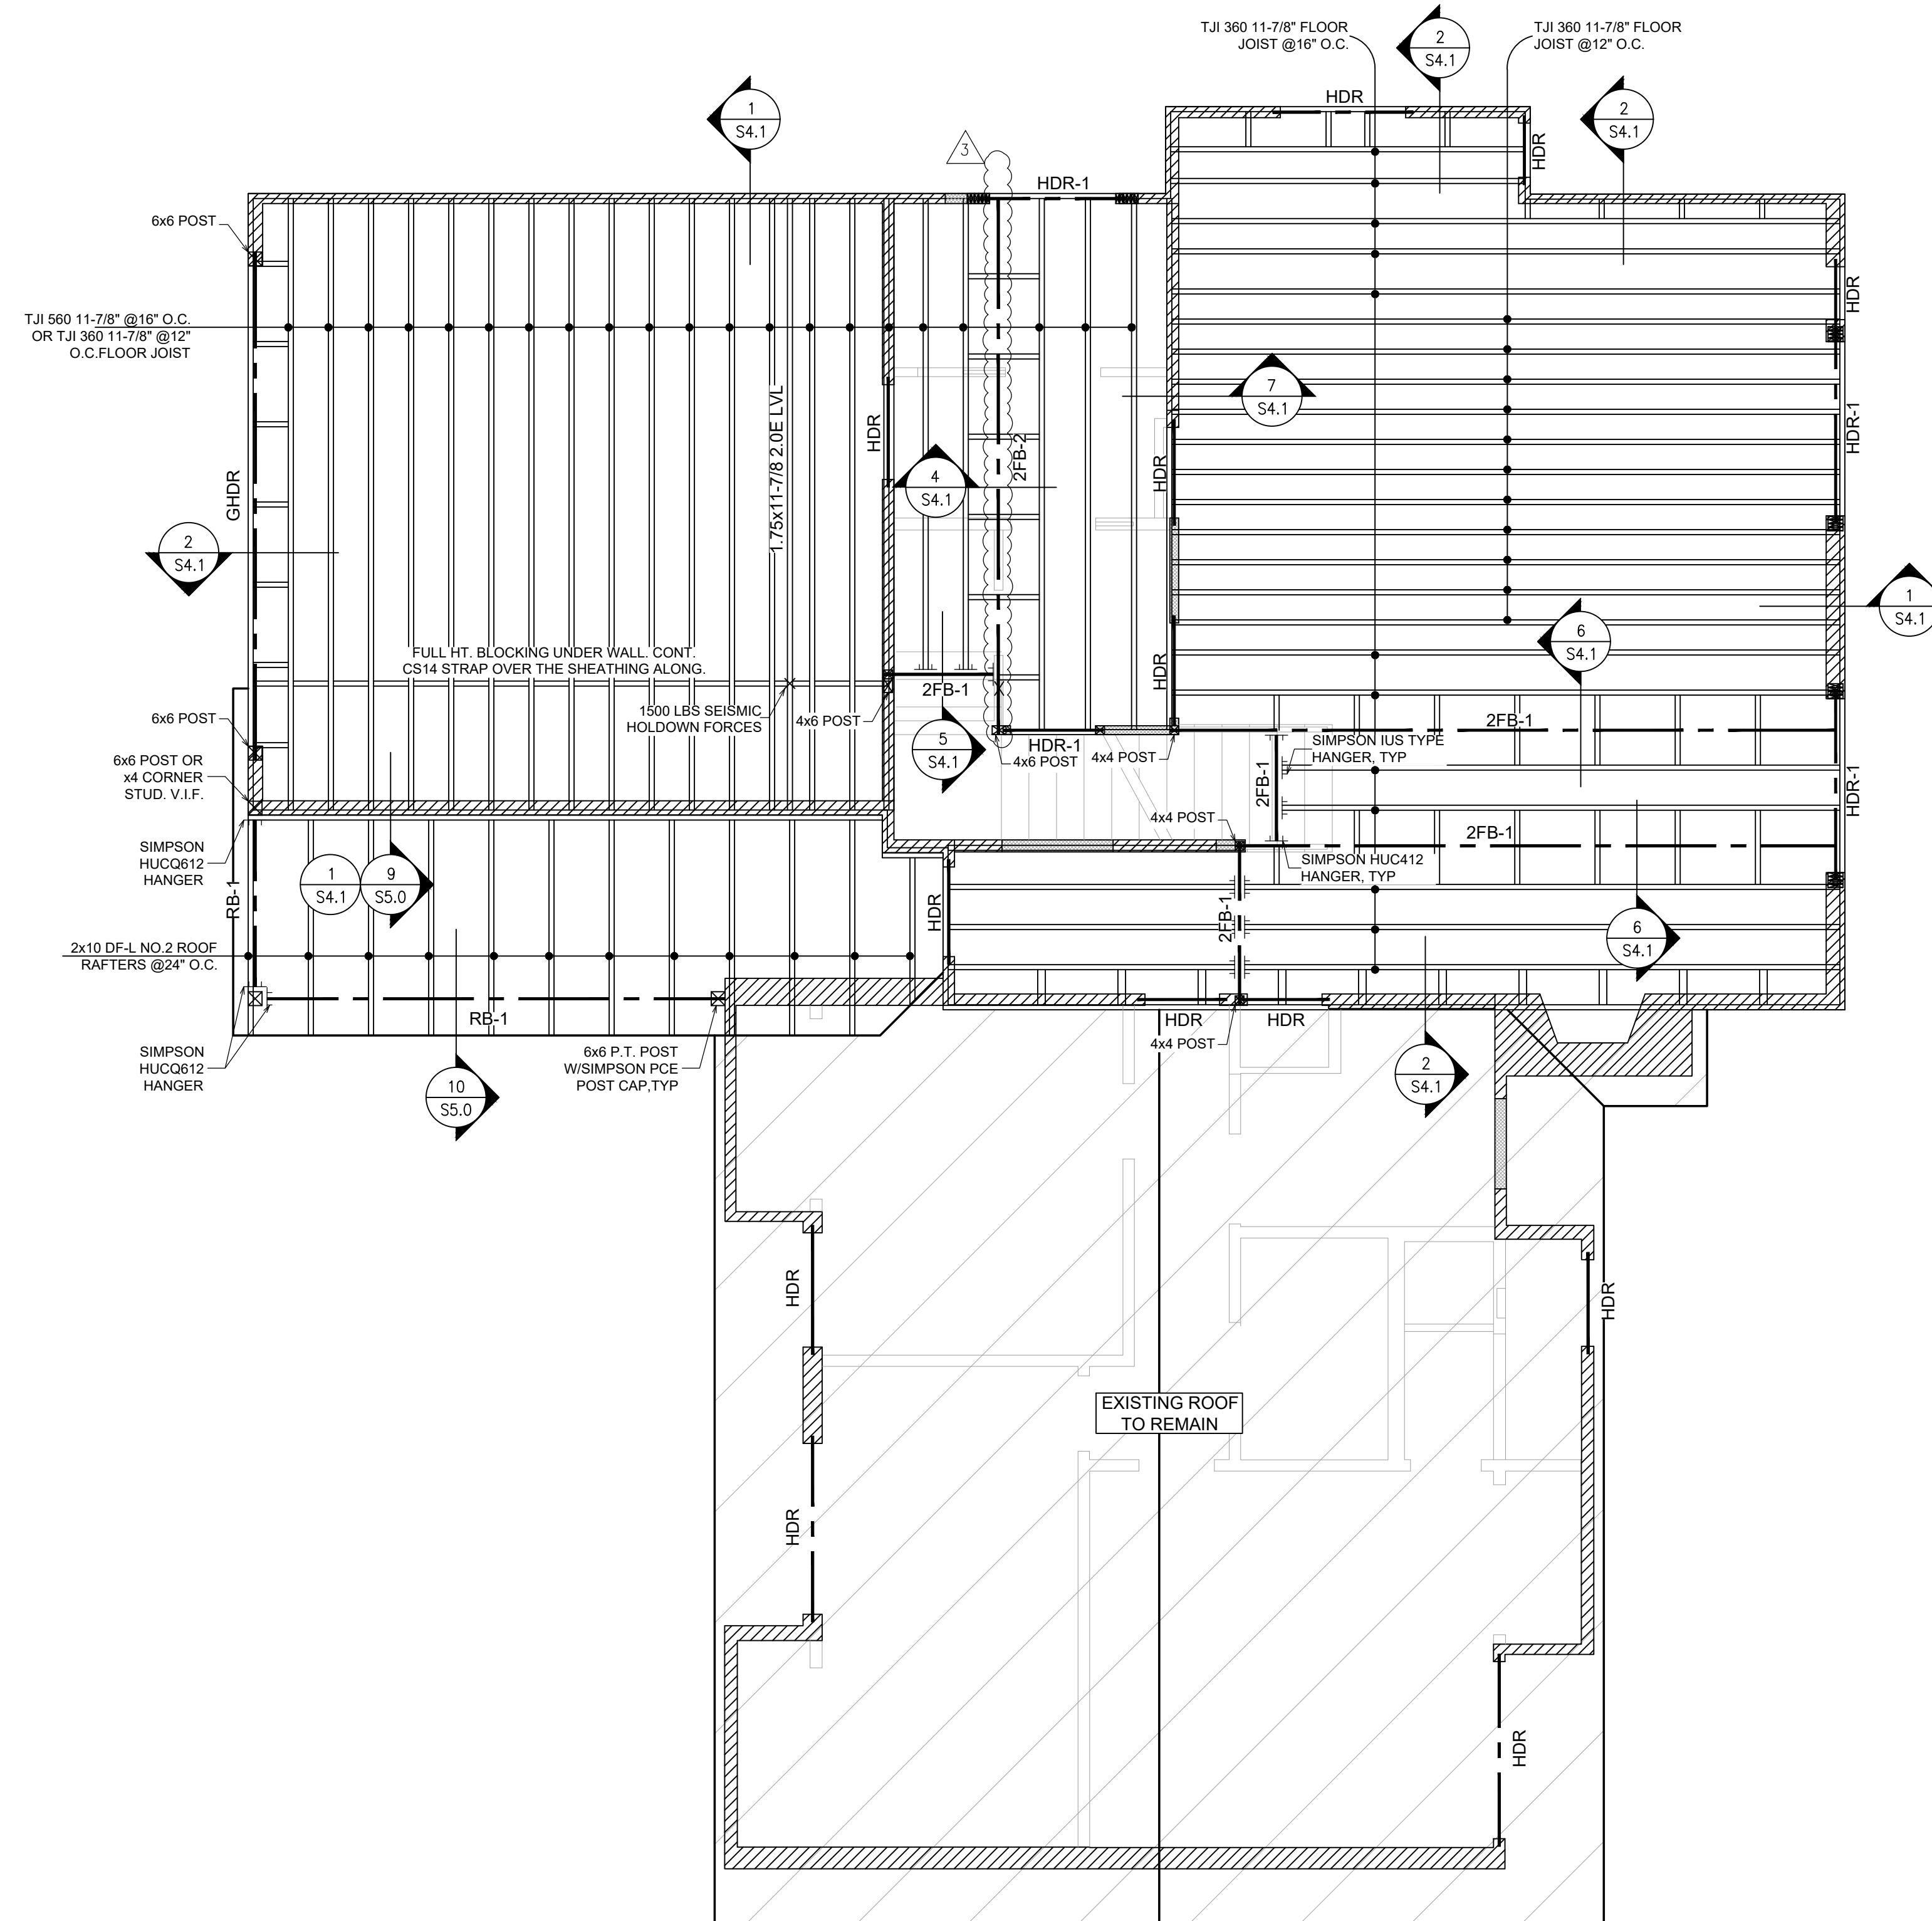 TJI 360 11-7/8" FLOOR
JOIST @16" O.C.
TJI 360 11-7/8" FLOOR
JOIST @12" O.C.
2
S4.1
1
S4.1
2
S4.1
HDR
HDR
3
HDR-1
6x6 POST
TJI 560 11-7/8" @16" O.C.
OR TJI 360 11-7/8" @12"
O.C.FLOOR JOIST
HDR
7
S4.1
HDR-1
1.75x11-7/8 2.0E LVL
HDR
2FB-2
HDR
4
S4.1
GHDR
2
S4.1
1
S4.1
6
S4.1
FULL HT. BLOCKING UNDER WALL. CONT.
CS14 STRAP OVER THE SHEATHING ALONG.
HDR
2FB-1
1500 LBS SEISMIC
HOLDOWN FORCES
4x6 POST
6x6 POST
2FB-1
5
S4.1
HDR-1
4x6 POST
4x4 POST
SIMPSON IUS TYPE
HANGER, TYP
2FB-1
6x6 POST OR
x4 CORNER
STUD. V.I.F.
HDR-1
4x4 POST
2FB-1
SIMPSON
HUCQ612
HANGER
SIMPSON HUC412
HANGER, TYP
1
S4.1
9
S5.0
RB-1
HDR
2FB-1
6
S4.1
2x10 DF-L NO.2 ROOF
RAFTERS @24" O.C.
RB-1
HDR
HDR
4x4 POST
SIMPSON
HUCQ612
HANGER
6x6 P.T. POST
W/SIMPSON PCE
POST CAP,TYP
10
S5.0
2
S4.1
HDR
HDR
EXISTING ROOF
TO REMAIN
HDR
HDR